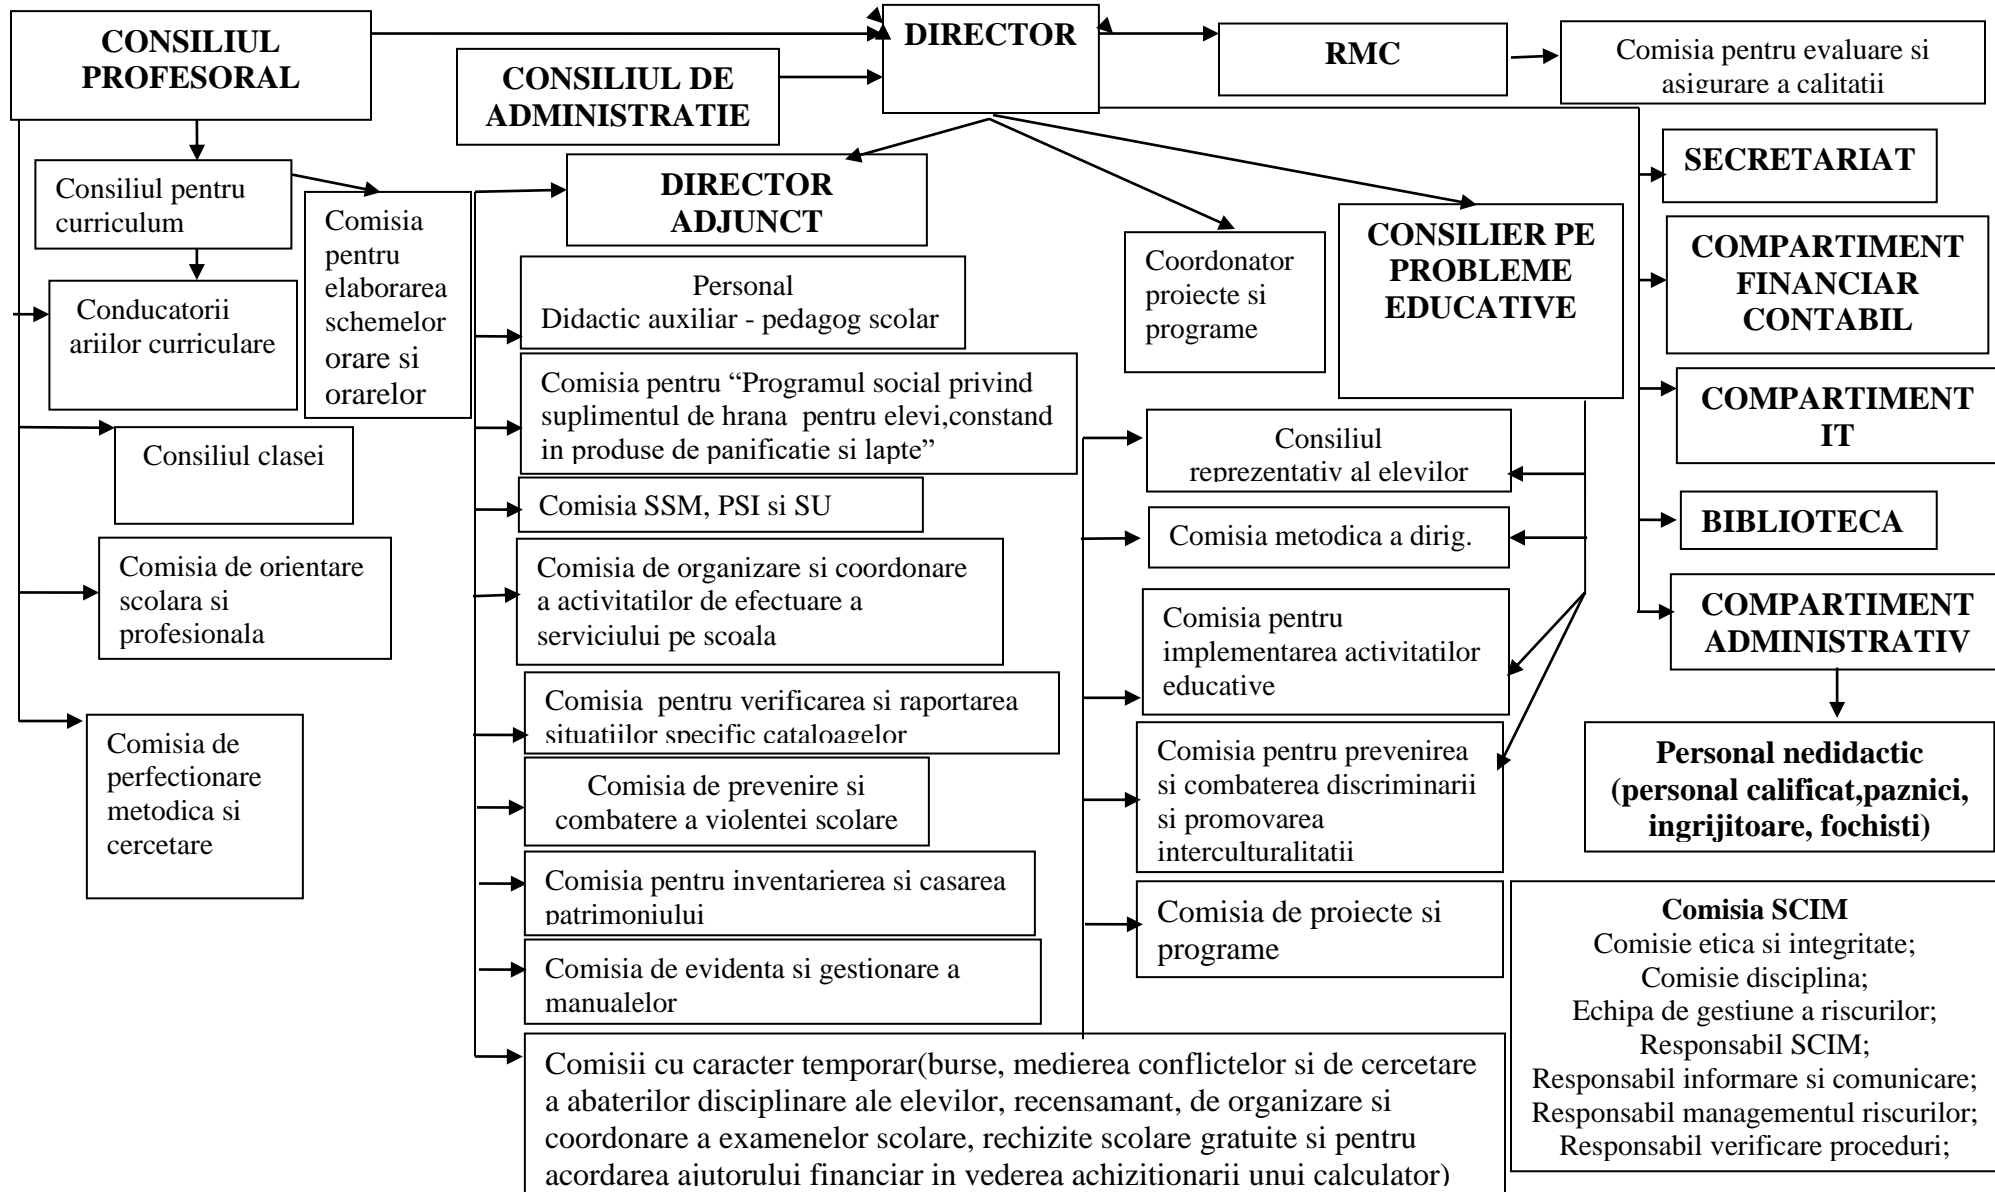 CONSILIUL
PROFESORAL
CONSILIUL DE
ADMINISTRATIE
DIRECTOR
RMC
Comisia pentru evaluare si
asigurare a calitatii
Consiliul pentru
curriculum
Conducatorii
ariilor curriculare
Comisia
pentru
elaborarea
schemelor
orare si
orarelor
Consiliul clasei
Comisia de orientare
scolara si
profesionala
Comisia de
perfectionare
metodica si
cercetare
DIRECTOR
ADJUNCT
Personal
Didactic auxiliar - pedagog scolar
Comisia pentru “Programul social privind
suplimentul de hrana pentru elevi,constand
in produse de panificatie si lapte”
Comisia SSM, PSI si SU
Comisia de organizare si coordonare
a activitatilor de efectuare a
serviciului pe scoala
Comisia pentru verificarea si raportarea
situatiilor specific cataloagelor
Comisia de prevenire si
combatere a violentei scolare
Comisia pentru inventarierea si casarea
patrimoniului
Comisia de evidenta si gestionare a
manualelor
Comisii cu caracter temporar(burse, medierea conflictelor si de cercetare
a abaterilor disciplinare ale elevilor, recensamant, de organizare si
coordonare a examenelor scolare, rechizite scolare gratuite si pentru
acordarea ajutorului financiar in vederea achizitionarii unui calculator)
Coordonator
proiecte si
programe
CONSILIER PE
PROBLEME
EDUCATIVE
Consiliul
reprezentativ al elevilor
Comisia metodica a dirig.
Comisia pentru
implementarea activitatilor
educative
Comisia pentru prevenirea
si combaterea discriminarii
si promovarea
interculturalitatii
Comisia de proiecte si
programe
SECRETARIAT
COMPARTIMENT
FINANCIAR
CONTABIL
COMPARTIMENT
IT
BIBLIOTECA
COMPARTIMENT
ADMINISTRATIV
Personal nedidactic
(personal calificat,paznici,
ingrijitoare, fochisti)
Comisia SCIM
Comisie etica si integritate;
Comisie disciplina;
Echipa de gestiune a riscurilor;
Responsabil SCIM;
Responsabil informare si comunicare;
Responsabil managementul riscurilor;
Responsabil verificare proceduri;